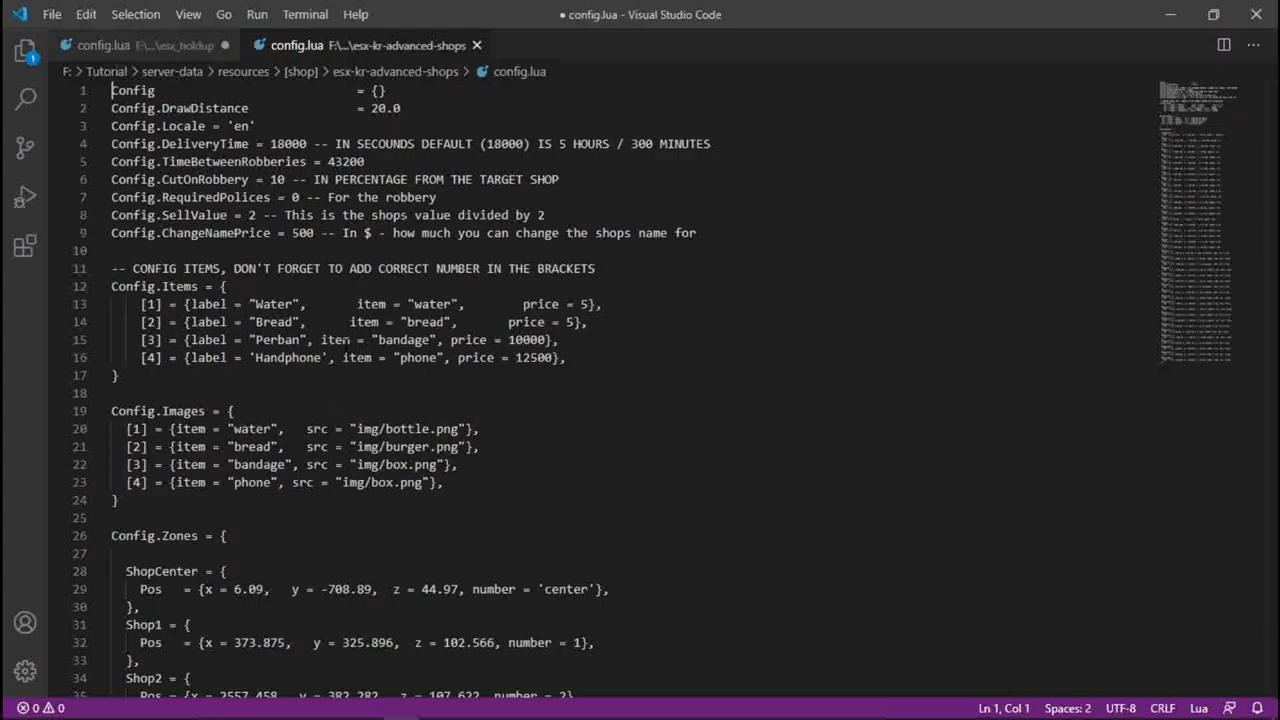 File Edit Selection View Go Run Terminal Help
● config.lua - Visual Studio Code
config.lua F:\...\esx_holdup ●
config.lua F:\...\esx-kr-advanced-shops
F: > Tutorial > server-data > resources > [shop] > esx-kr-advanced-shops > config.lua
1 Config = {}
2 Config.DrawDistance = 20.0
3 Config.Locale = 'en'
4 Config.DeliveryTime = 18000 -- IN SECONDS DEFAULT (18000) IS 5 HOURS / 300 MINUTES
5 Config.TimeBetweenRobberies = 43200
6 Config.CutOnRobbery = 10 -- IN PERCENTAGE FROM THE TOTAL SHOP
7 Config.RequiredPolices = -- For the robbery
8 Config.SellValue = 2 -- This is the shops value divided by 2
9 Config.ChangeNamePrice = 500 -- In $ - how much you can change the shops name for
10
11 -- CONFIG ITEMS, DON'T FORGET TO ADD CORRECT NUMBER IN THE BRACKETS
12 Config.Items = {
13 [1] = {label = "Water", item = "water", price = 5},
14 [2] = {label = "Bread", item = "bread", price = 5},
15 [3] = {label = "Perban", item = "bandage", price = 10000},
16 [4] = {label = 'Handphone, item = "phone", price = 12500},
17 }
18
19 Config.Images = {
20 [1] = {item = "water", src = "img/bottle.png"},
21 [2] = {item = "bread", src = "img/burger.png"},
22 [3] = {item = "bandage", src = "img/box.png"},
23 [4] = {item = "phone", src = "img/box.png"},
24 }
25
26 Config.Zones = {
27
28 ShopCenter = {
29 Pos = {x = 6.09, y = -708.89, z = 44.97, number = 'center'},
30 },
31 Shop1 = {
32 Pos = {x = 373.875, y = 325.896, z = 102.566, number = 1},
33 },
34 Shop2 = {
35 Pos = {x = 2557.458, y = 382.282, z = 107.622, number = 2},
0 0 Ln 1, Col 1 Spaces: 2 UTF-8 CRLF Lua